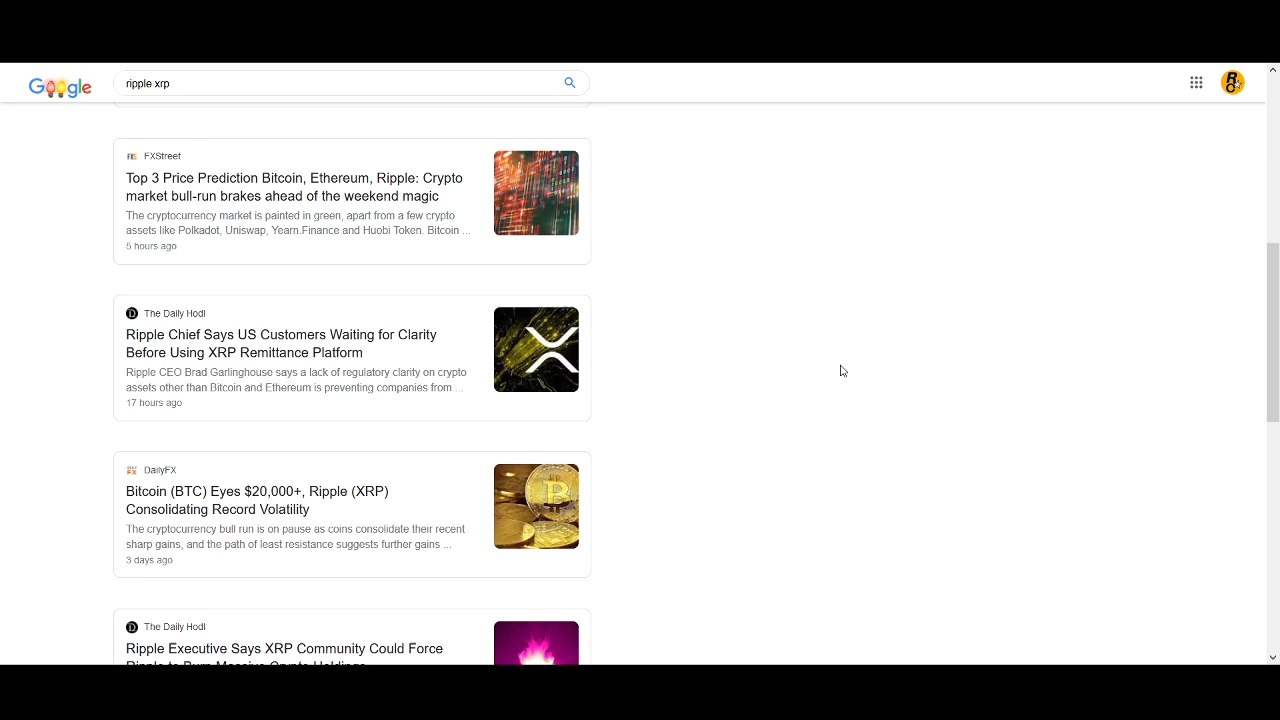 Google
ripple xrp
FXStreet
Top 3 Price Prediction Bitcoin, Ethereum, Ripple: Crypto
market bull-run brakes ahead of the weekend magic
The cryptocurrency market is painted in green, apart from a few crypto
assets like Polkadot, Uniswap, Yearn.Finance and Huobi Token. Bitcoin ...
5 hours ago
The Daily Hodl
Ripple Chief Says US Customers Waiting for Clarity
Before Using XRP Remittance Platform
Ripple CEO Brad Garlinghouse says a lack of regulatory clarity on crypto
assets other than Bitcoin and Ethereum is preventing companies from ...
17 hours ago
DailyFX
Bitcoin (BTC) Eyes $20,000+, Ripple (XRP)
Consolidating Record Volatility
The cryptocurrency bull run is on pause as coins consolidate their recent
sharp gains, and the path of least resistance suggests further gains ...
3 days ago
The Daily Hodl
Ripple Executive Says XRP Community Could Force
Ripple to Burn Massive Crypto Holdings